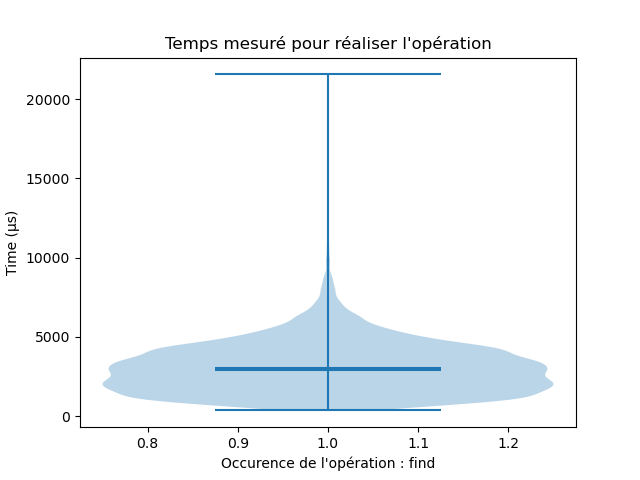 Temps mesuré pour réaliser l'opération
20000
15000
10000
5000
0
Time (µs)
0.8 0.9 1.0 1.1 1.2
Occurence de l'opération : find